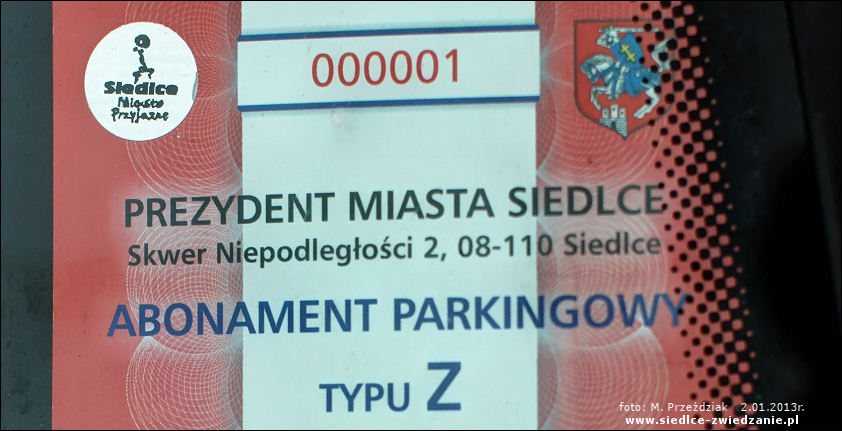 000001
Siedlce
Miasto
Przyjazne
PREZYDENT MIASTA SIEDLCE
Skwer Niepodległości 2, 08-110 Siedlce
ABONAMENT PARKINGOWY
TYPU Z
foto: M. Przeździak 2.01.2013r.
www.siedlce-zwiedzanie.pl